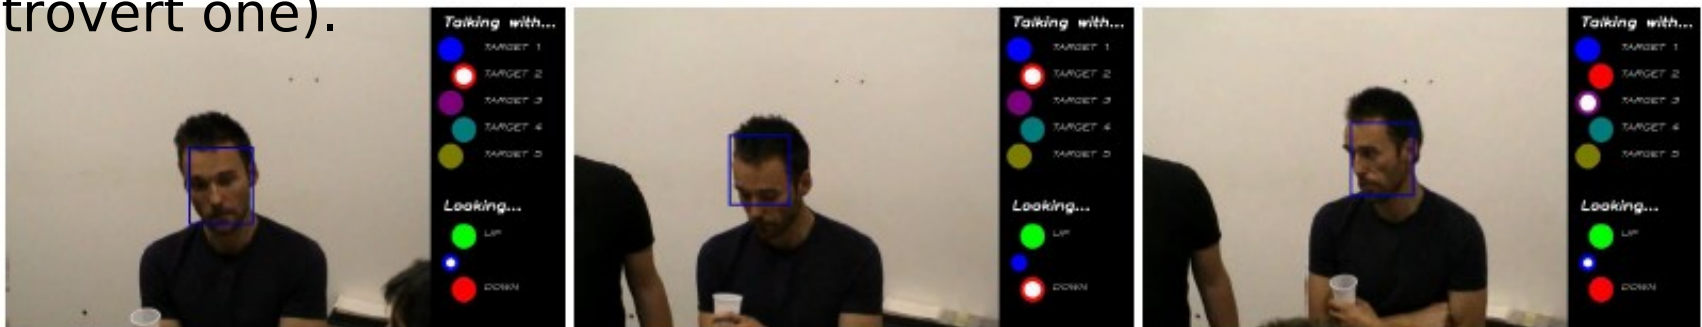 trovert one).
Talking with...
TARGET 1
TARGET 2
TARGET 3
TARGET 4
TARGET 5
Looking...
UP
DOWN
Talking with...
TARGET 1
TARGET 2
TARGET 3
TARGET 4
TARGET 5
Looking...
UP
DOWN
Talking with...
TARGET 1
TARGET 2
TARGET 3
TARGET 4
TARGET 5
Looking...
UP
DOWN